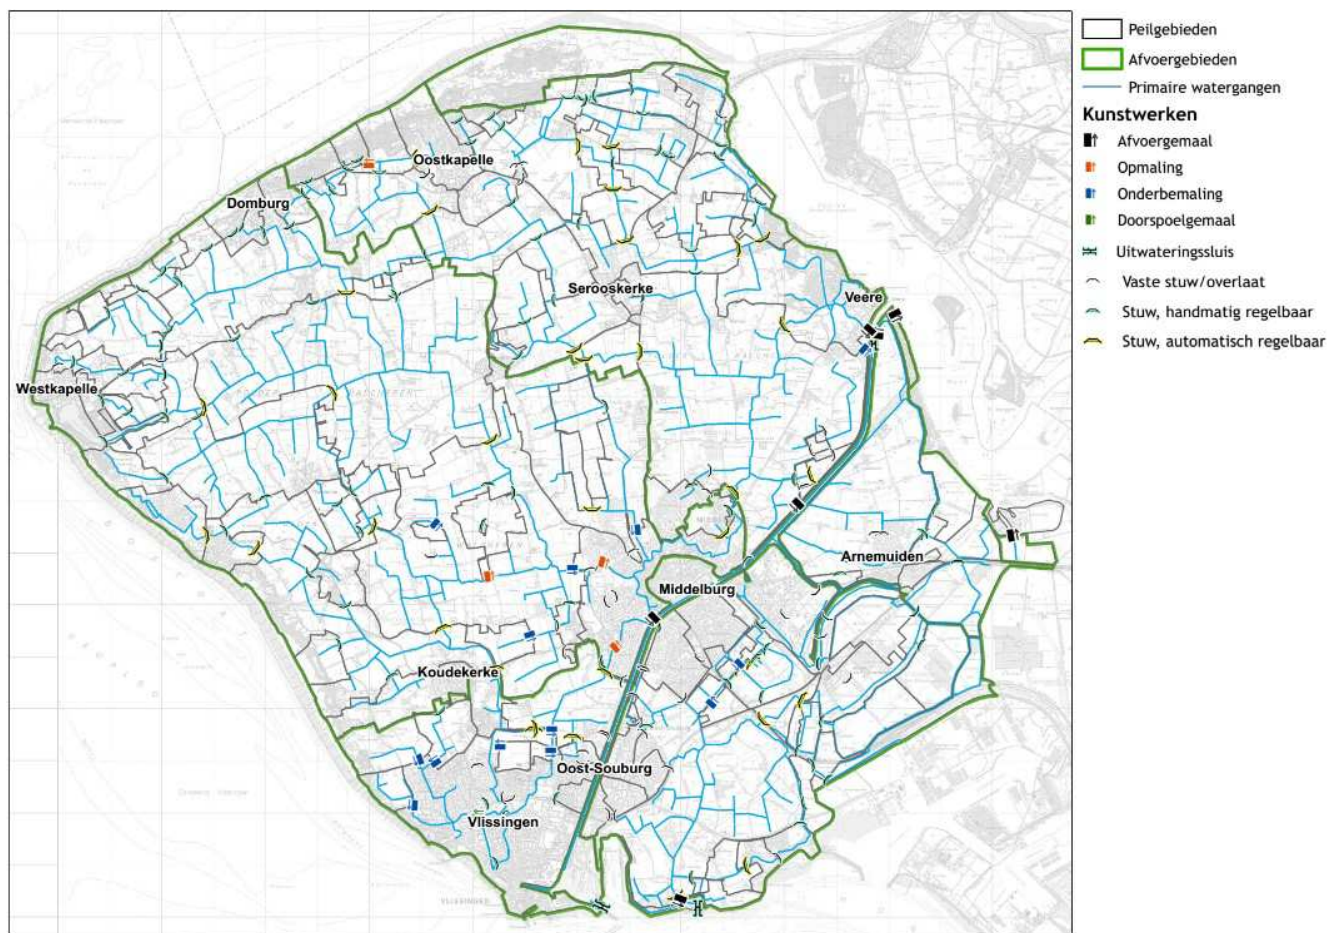 Peilgebieden
Afvoergebieden
Primaire watergangen
Kunstwerken
Afvoergemaal
Opmaling
Onderbemaling
Doorspoelgemaal
Uitwateringssluis
Vaste stuw/overlaat
Stuw, handmatig regelbaar
Stuw, automatisch regelbaar
Oostkapelle
Domburg
Serooskerke
Veere
Westkapelle
Arnemuiden
Middelburg
Koudekerke
Oost-Souburg
Vlissingen
VLISSINGEN